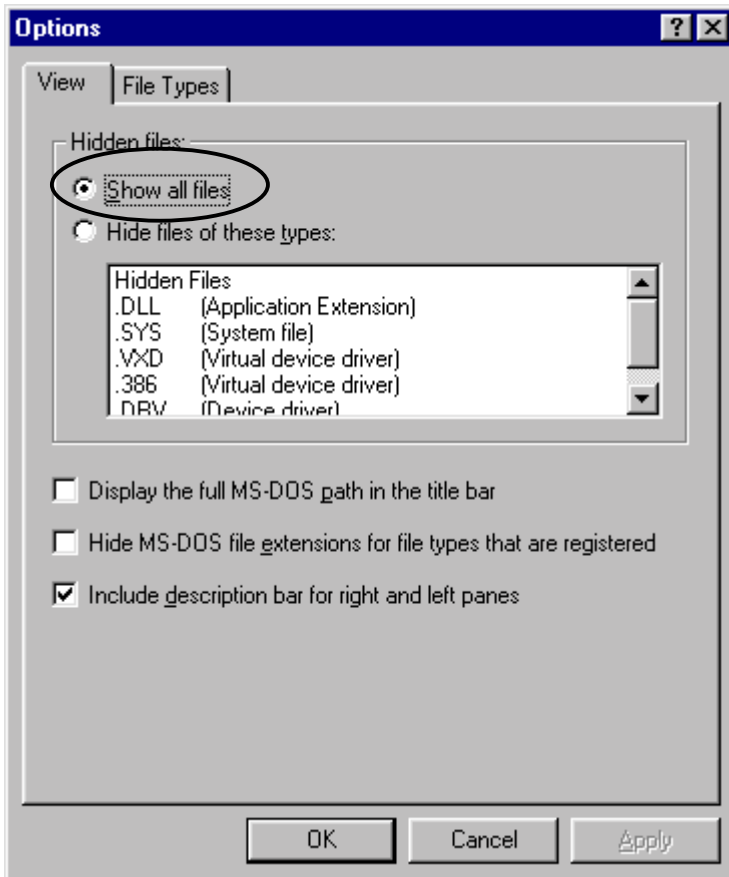 Options
View File Types
Hidden files:
Show all files
Hide files of these types:
Hidden Files
.DLL (Application Extension)
.SYS (System file)
.VXD (Virtual device driver)
.386 (Virtual device driver)
.DRV (Device driver)
Display the full MS-DOS path in the title bar
Hide MS-DOS file extensions for file types that are registered
Include description bar for right and left panes
OK Cancel Apply